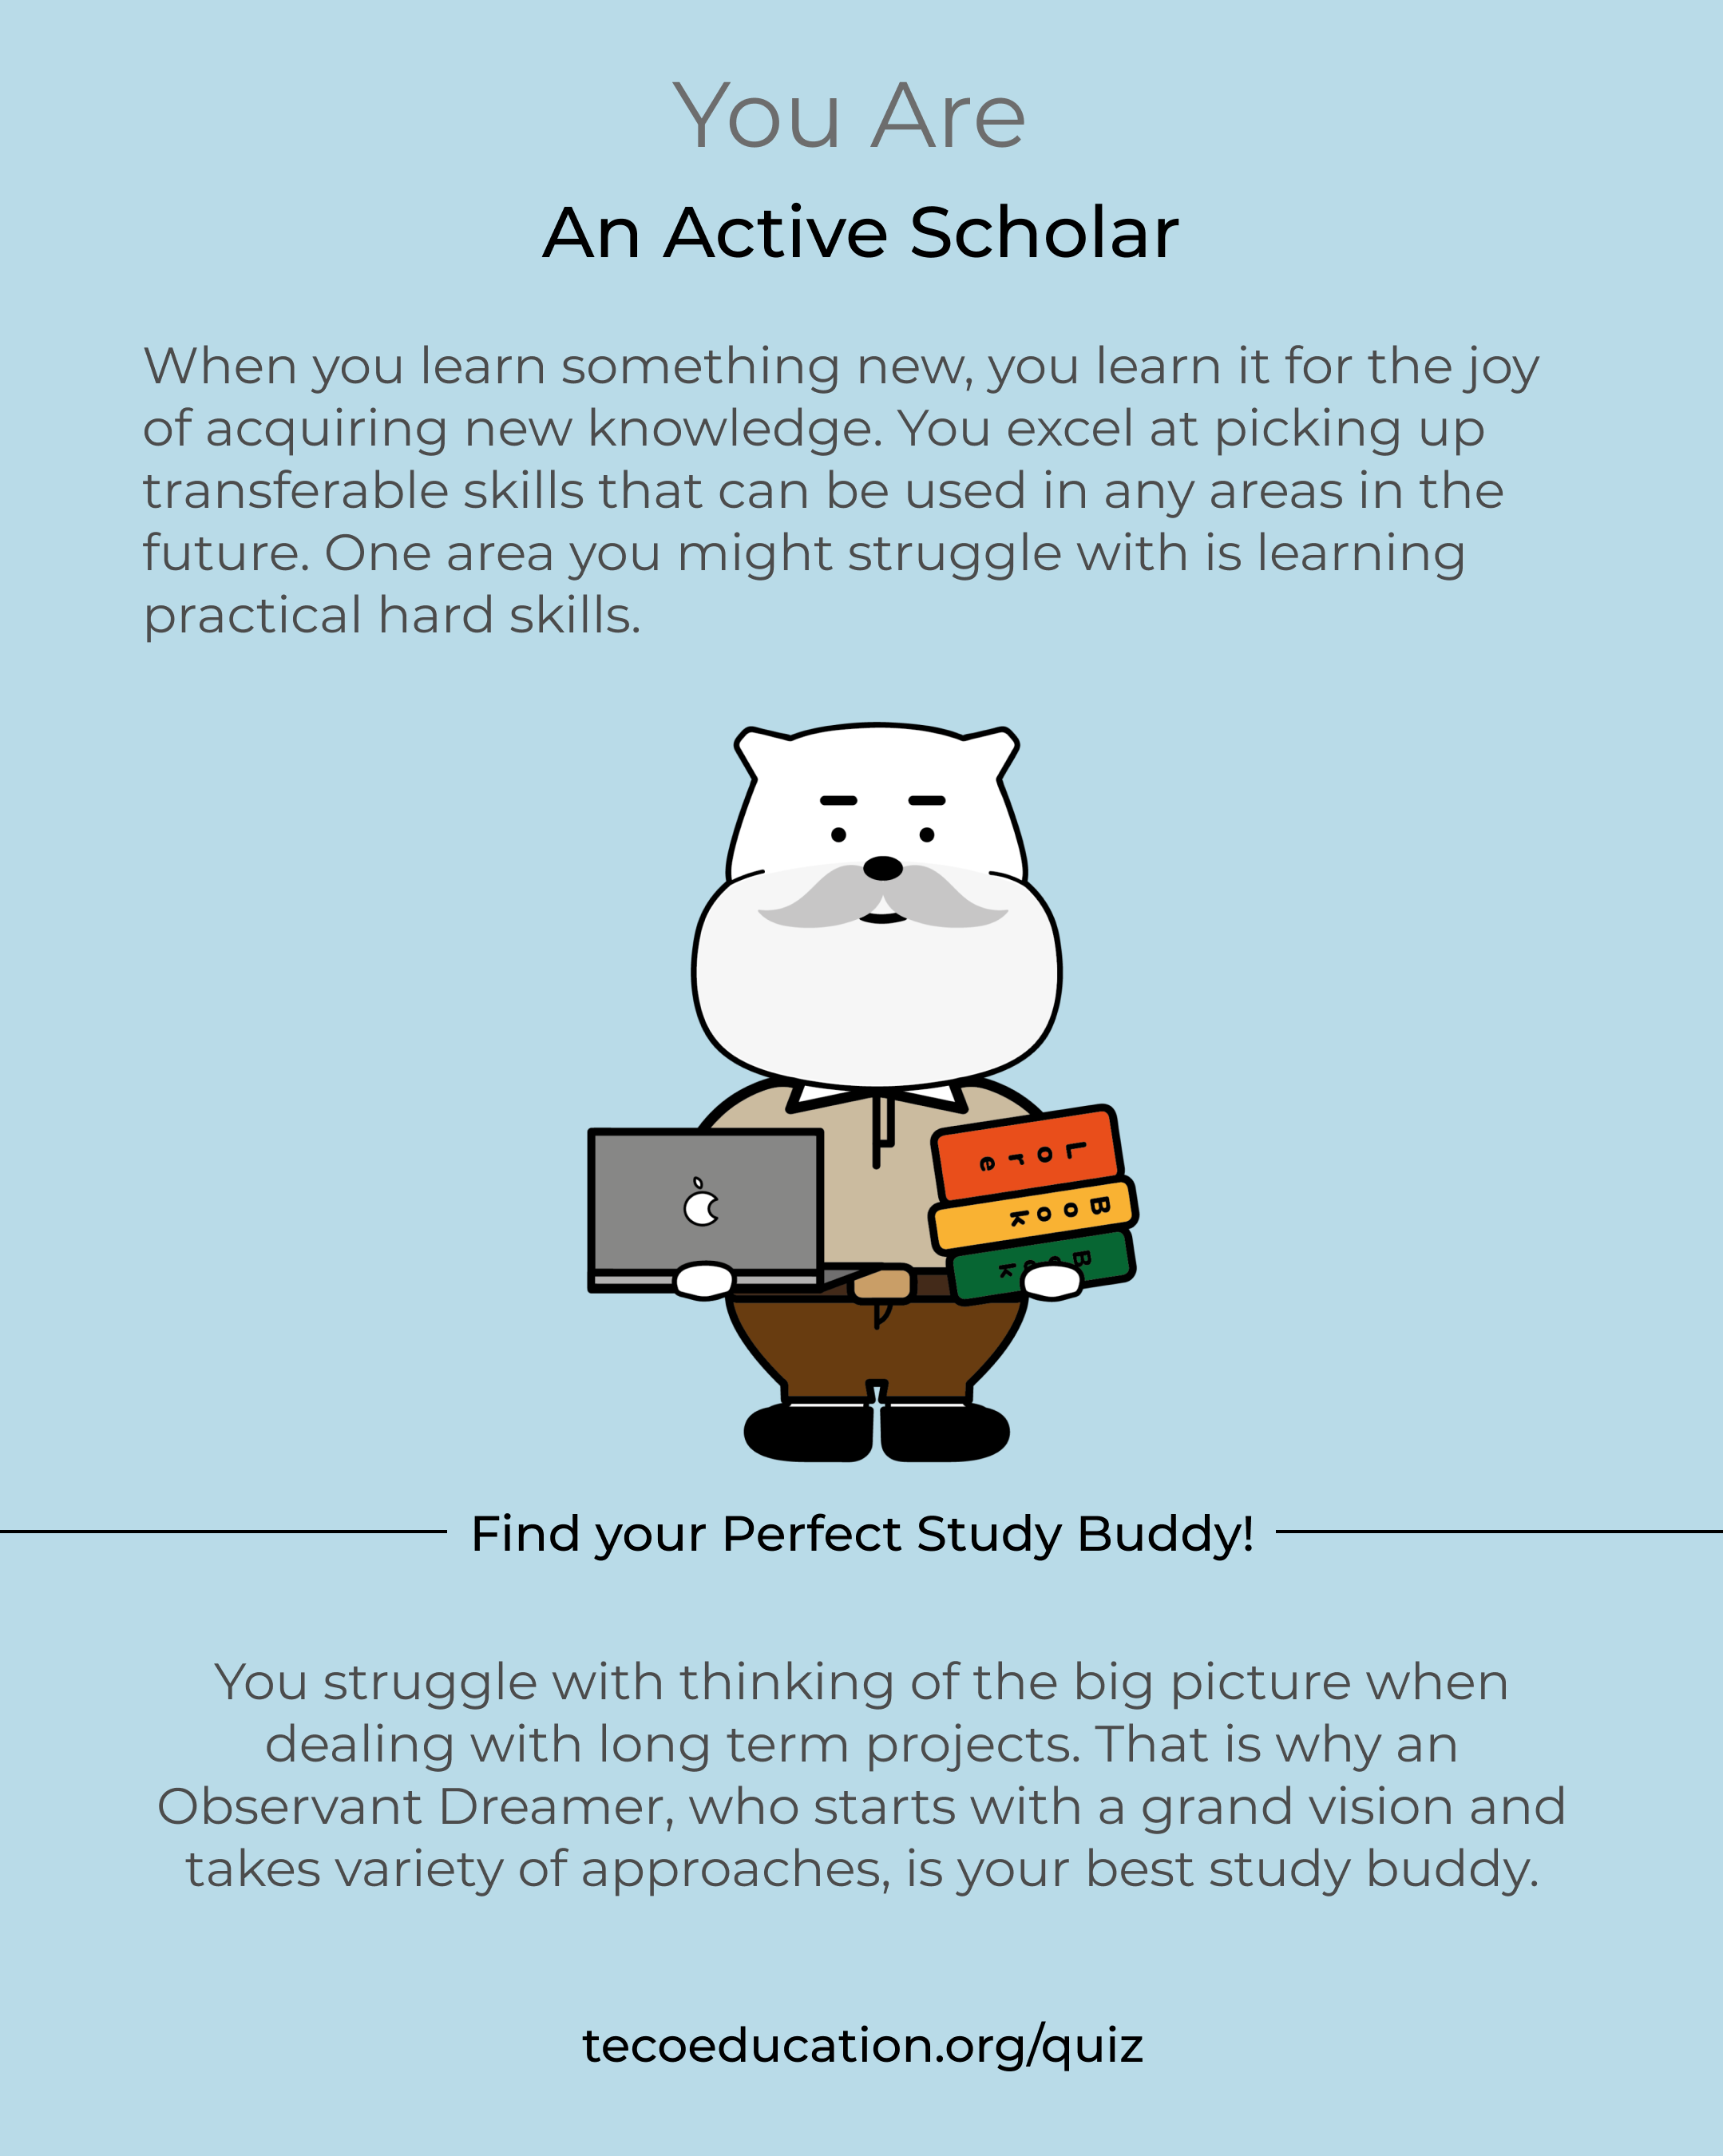 You Are
An Active Scholar
When you learn something new, you learn it for the joy
of acquiring new knowledge. You excel at picking up
transferable skills that can be used in any areas in the
future. One area you might struggle with is learning
practical hard skills.
Lore
Book
Book
Find your Perfect Study Buddy!
You struggle with thinking of the big picture when
dealing with long term projects. That is why an
Observant Dreamer, who starts with a grand vision and
takes variety of approaches, is your best study buddy.
tecoeducation.org/quiz